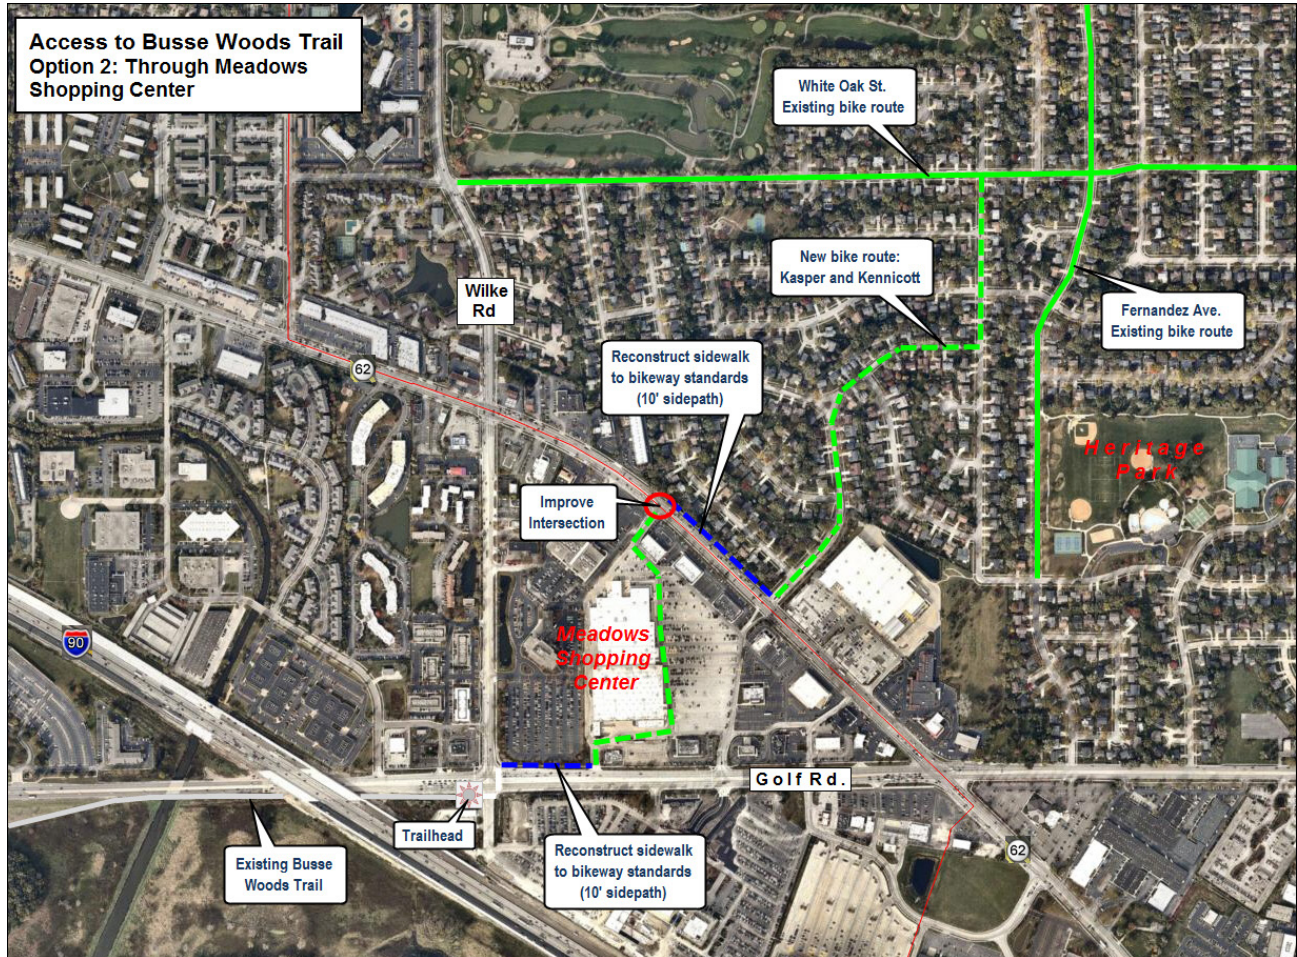 Access to Busse Woods Trail
Option 2: Through Meadows
Shopping Center
White Oak St.
Existing bike route
New bike route:
Kasper and Kennicott
Fernandez Ave.
Existing bike route
Wilke
Rd
62
Reconstruct sidewalk
to bikeway standards
(10' sidepath)
Heritage
Park
Improve
Intersection
90
Meadows
Shopping
Center
Golf Rd.
Trailhead
62
Existing Busse
Woods Trail
Reconstruct sidewalk
to bikeway standards
(10' sidepath)